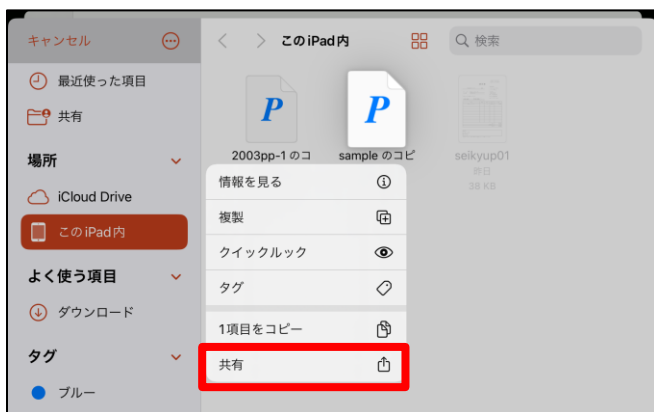 キャンセル
最近使った項目
共有
場所
iCloud Drive
このiPad内
よく使う項目
ダウンロード
タグ
ブルー
このiPad内
検索
P
P
2003pp-1 のコ
sample のコピ
seikyup01
昨日
38 KB
情報を見る
複製
クイックルック
タグ
1項目をコピー
共有